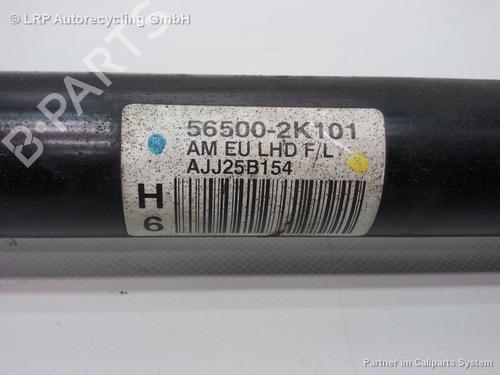 © LRP Autorecycling GmbH
B-PARTS
56500-2K101
AM EU LHD F/L
AJJ25B154
H
6
Partner im Callparts System